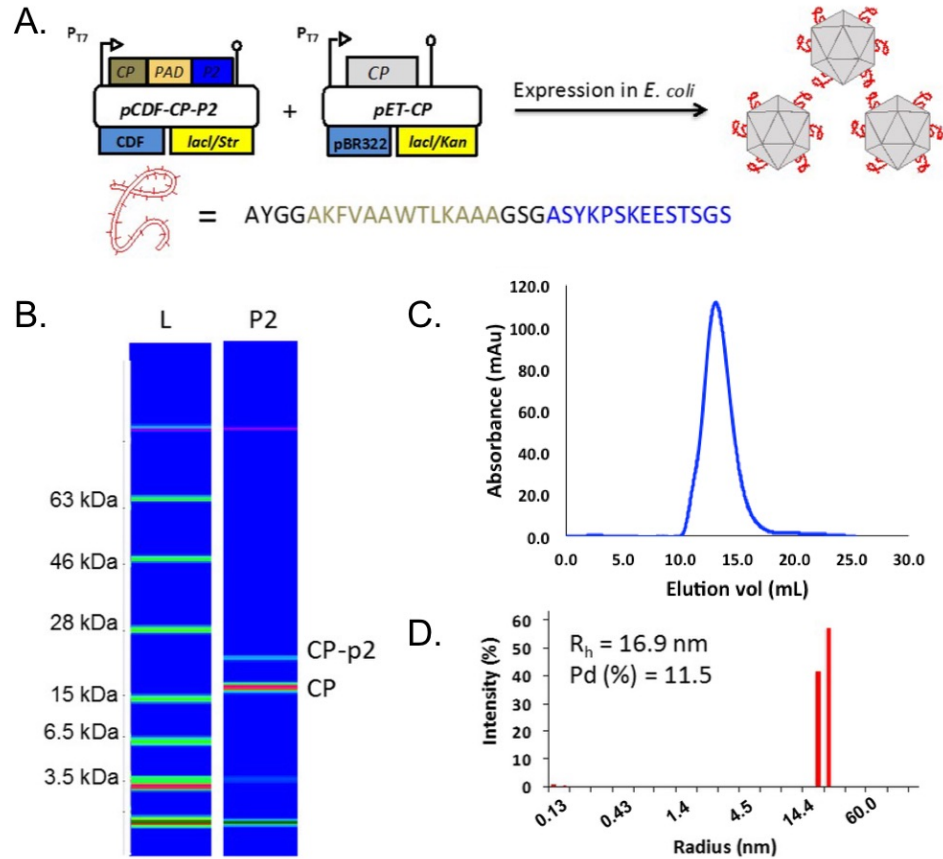 A.
PT7
PT7
CP PAD P2
CP
pCDF-CP-P2
+
pET-CP
Expression in E. coli
CDF lacI/Str
pBR322 lacI/Kan
= AYGGAKFVAAWTLKAAAGSGASYKPSKEESTSGS
B.
L P2
63 kDa
46 kDa
28 kDa
15 kDa
6.5 kDa
3.5 kDa
CP-p2
CP
C.
Absorbance (mAu)
120.0
100.0
80.0
60.0
40.0
20.0
0.0
0.0 5.0 10.0 15.0 20.0 25.0 30.0
Elution vol (mL)
D.
Intensity (%)
60
50
40
30
20
10
0
Rh = 16.9 nm
Pd (%) = 11.5
0.13 0.43 1.4 4.5 14.4 60.0
Radius (nm)